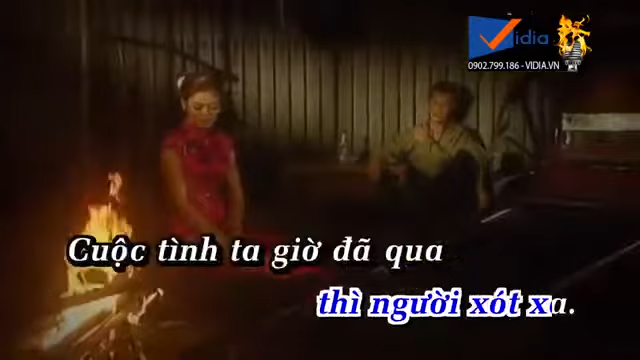 Vidia
0902.799.186 - VIDIA.VN
Cuộc tình ta giờ đã qua
thì người xót xa.